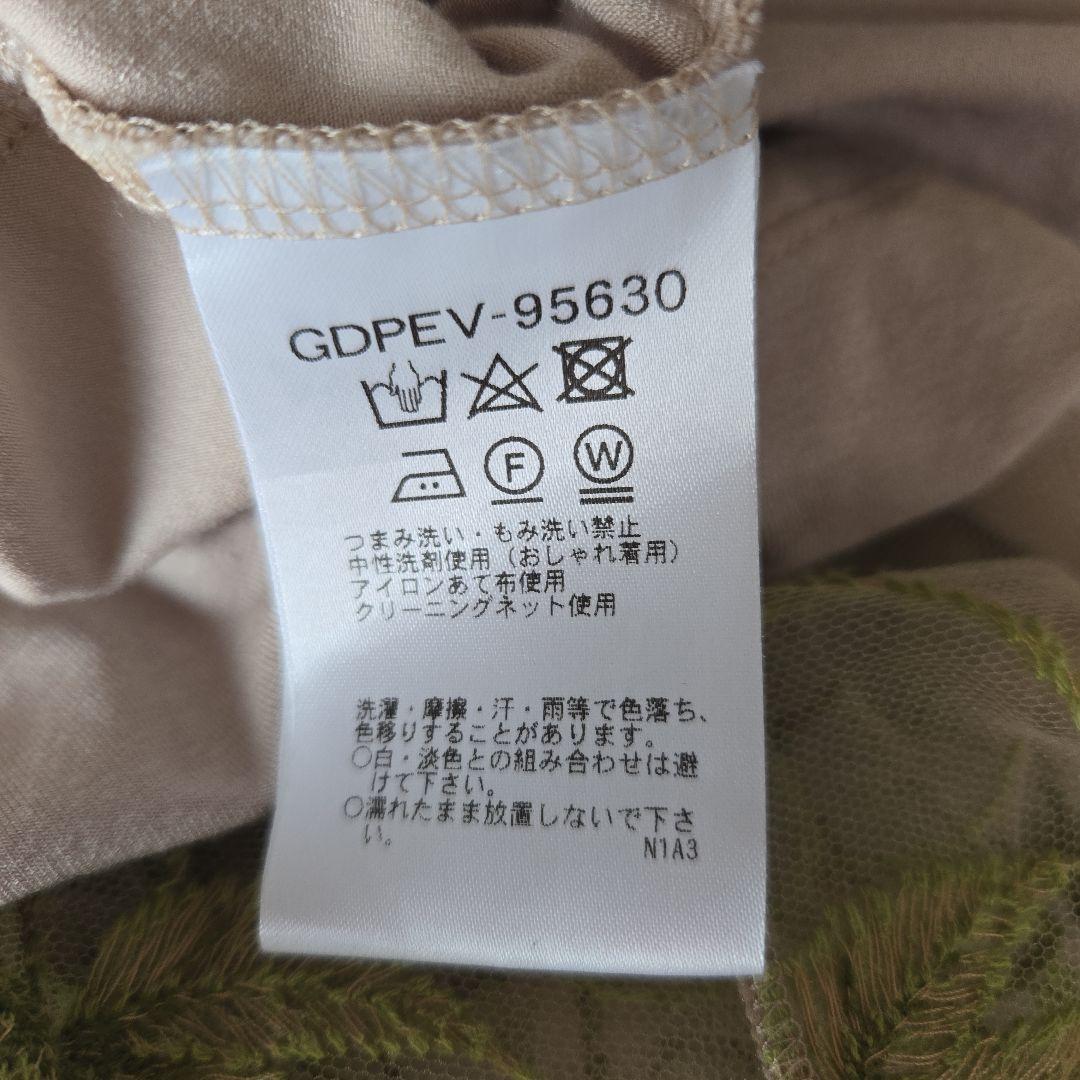 GDPEV-95630
F W
つまみ洗い・もみ洗い禁止
中性洗剤使用（おしゃれ着用）
アイロンあて布使用
クリーニングネット使用
洗濯・摩擦・汗・雨等で色落ち、
色移りすることがあります。
○白・淡色との組み合わせは避
けて下さい。
○濡れたまま放置しないで下さ
い。
N1A3